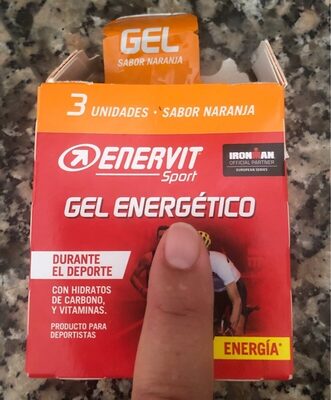 GEL
SABOR NARANJA
3 UNIDADES · SABOR NARANJA
ENERVIT
Sport
IRONMAN
OFFICIAL PARTNER
EUROPEAN SERIES
GEL ENERGÉTICO
DURANTE
EL DEPORTE
CON HIDRATOS
DE CARBONO,
Y VITAMINAS.
PRODUCTO PARA
DEPORTISTAS
ENERGÍA*